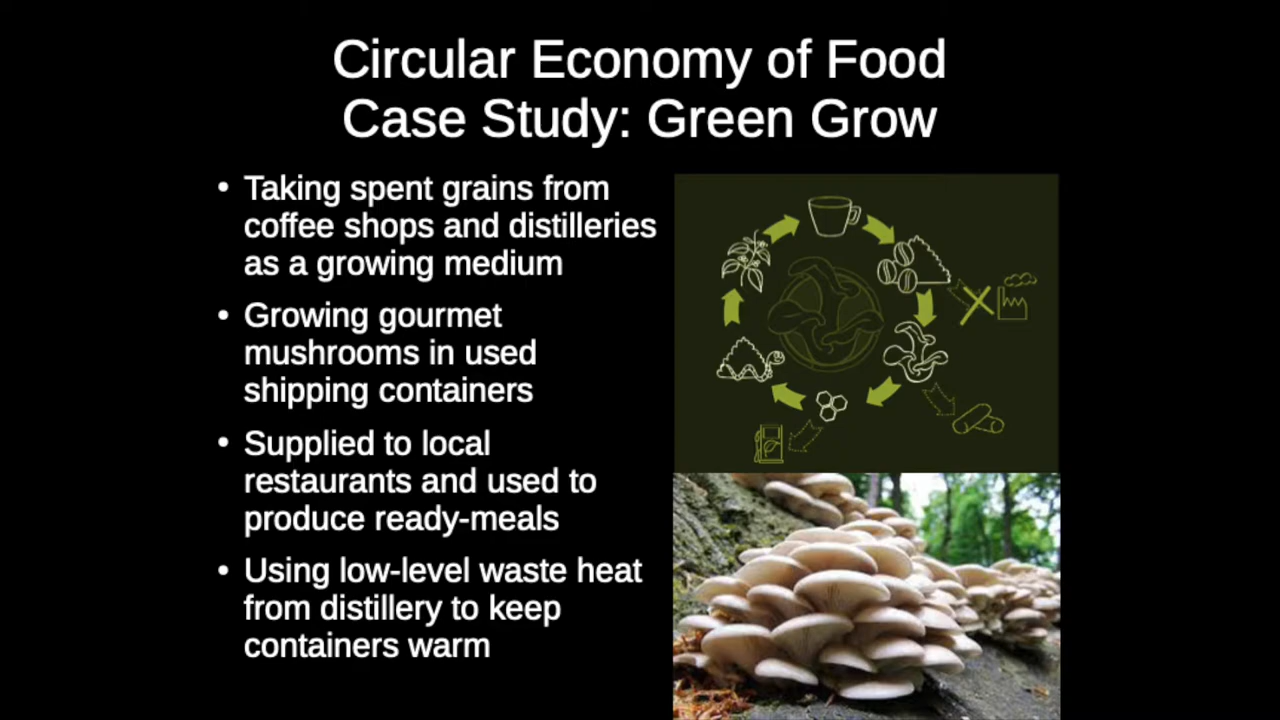 Circular Economy of Food
Case Study: Green Grow
• Taking spent grains from
coffee shops and distilleries
as a growing medium
• Growing gourmet
mushrooms in used
shipping containers
• Supplied to local
restaurants and used to
produce ready-meals
• Using low-level waste heat
from distillery to keep
containers warm